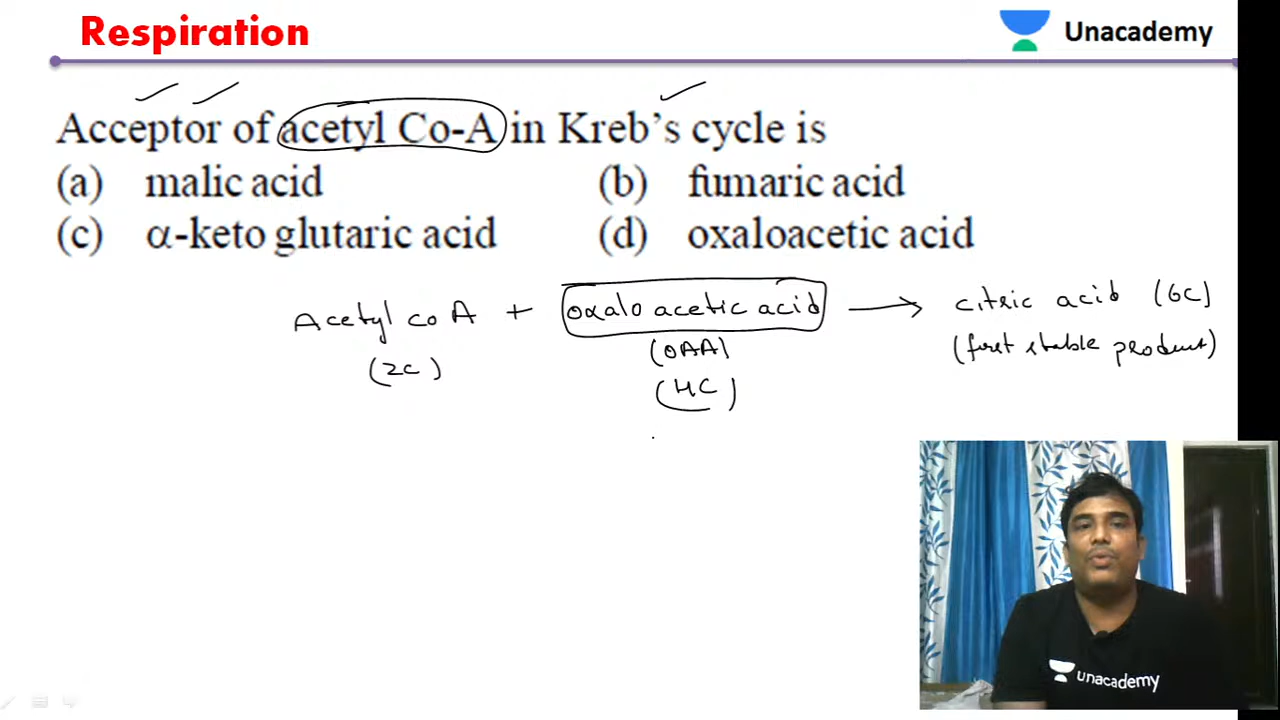 Respiration
Unacademy
Acceptor of acetyl Co-A in Kreb's cycle is
(a) malic acid (b) fumaric acid
(c) α-keto glutaric acid (d) oxaloacetic acid
Acetyl co A + oxalo acetic acid → citric acid (6C)
(2C) (OAA) (first stable product)
(4C)
unacademy